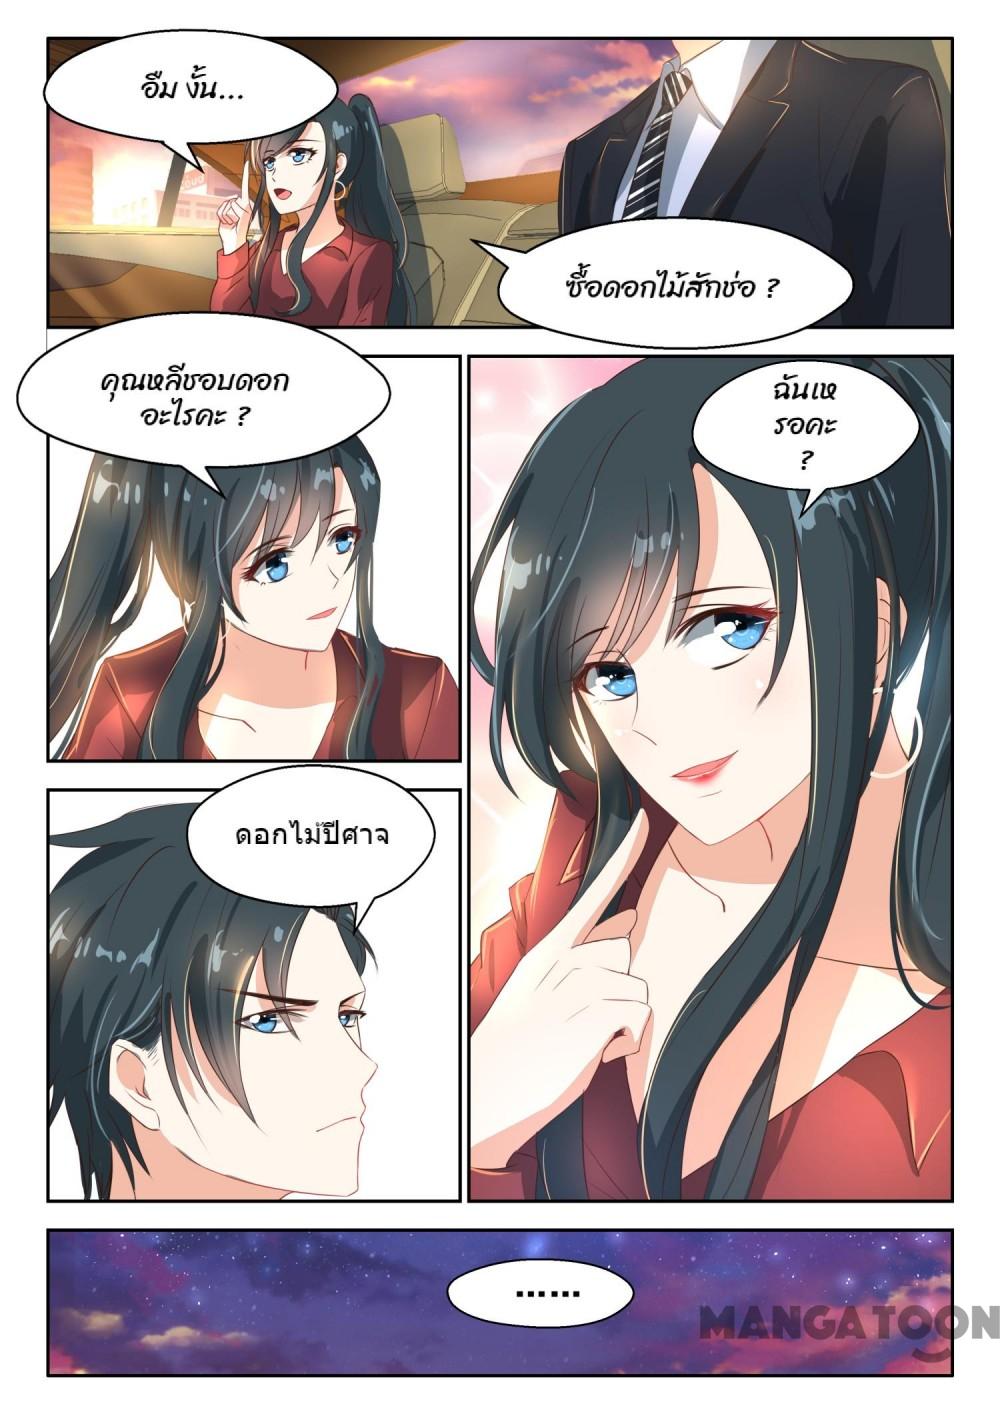 อืม งั้น...
ซื้อดอกไม้สักช่อ ?
คุณหลีชอบดอก
อะไรคะ ?
ฉันเห
รอคะ
?
ดอกไม้ปีศาจ
......
MANGATOON